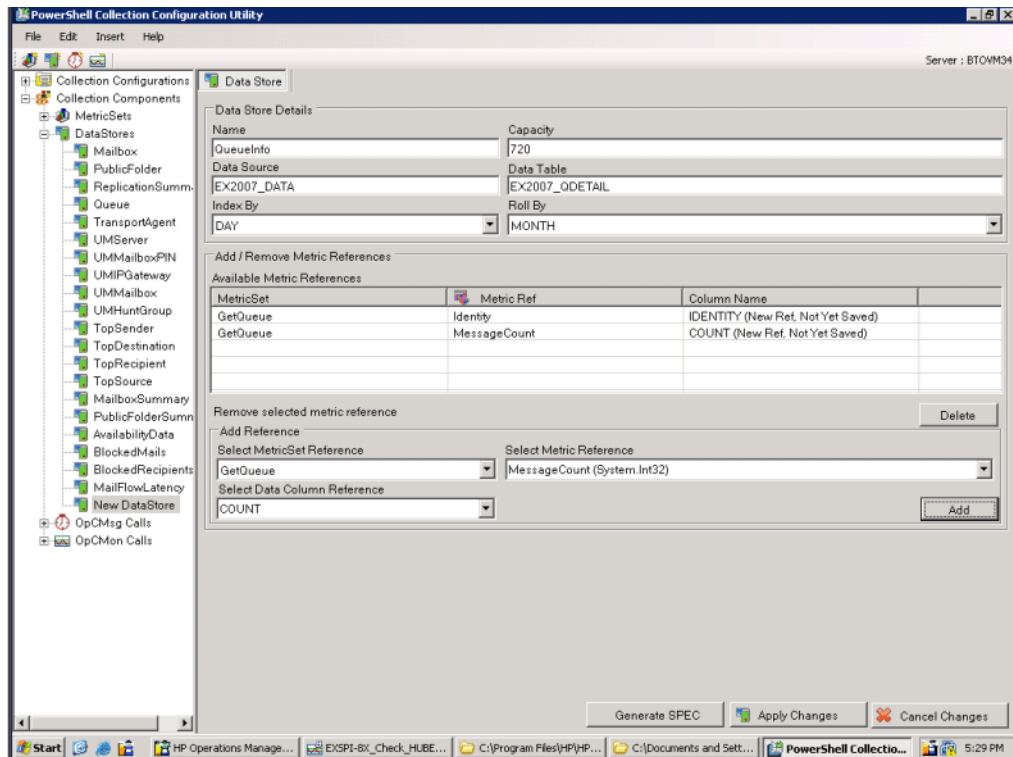 PowerShell Collection Configuration Utility
File Edit Insert Help
Server : BTOVM34
Collection Configurations
Collection Components
MetricSets
DataStores
Mailbox
PublicFolder
ReplicationSumm
Queue
TransportAgent
UMServer
UMMailboxPIN
UMIPGateway
UMMailbox
UMHuntGroup
TopSender
TopDestination
TopRecipient
TopSource
MailboxSummary
PublicFolderSumn
AvailabilityData
BlockedMails
BlockedRecipients
MailFlowLatency
New DataStore
OpCMsg Calls
OpCMon Calls
Data Store
Data Store Details
Name Capacity
QueueInfo 720
Data Source Data Table
EX2007_DATA EX2007_QDETAIL
Index By Roll By
DAY MONTH
Add / Remove Metric References
Available Metric References
MetricSet Metric Ref Column Name
GetQueue Identity IDENTITY (New Ref, Not Yet Saved)
GetQueue MessageCount COUNT (New Ref, Not Yet Saved)
Remove selected metric reference Delete
Add Reference
Select MetricSet Reference Select Metric Reference
GetQueue MessageCount (System.Int32)
Select Data Column Reference
COUNT Add
Generate SPEC Apply Changes Cancel Changes
Start HP Operations Manage... EXSPI-8X_Check_HUBE... C:\Program Files\HP\HP... C:\Documents and Sett... PowerShell Collectio... 5:29 PM